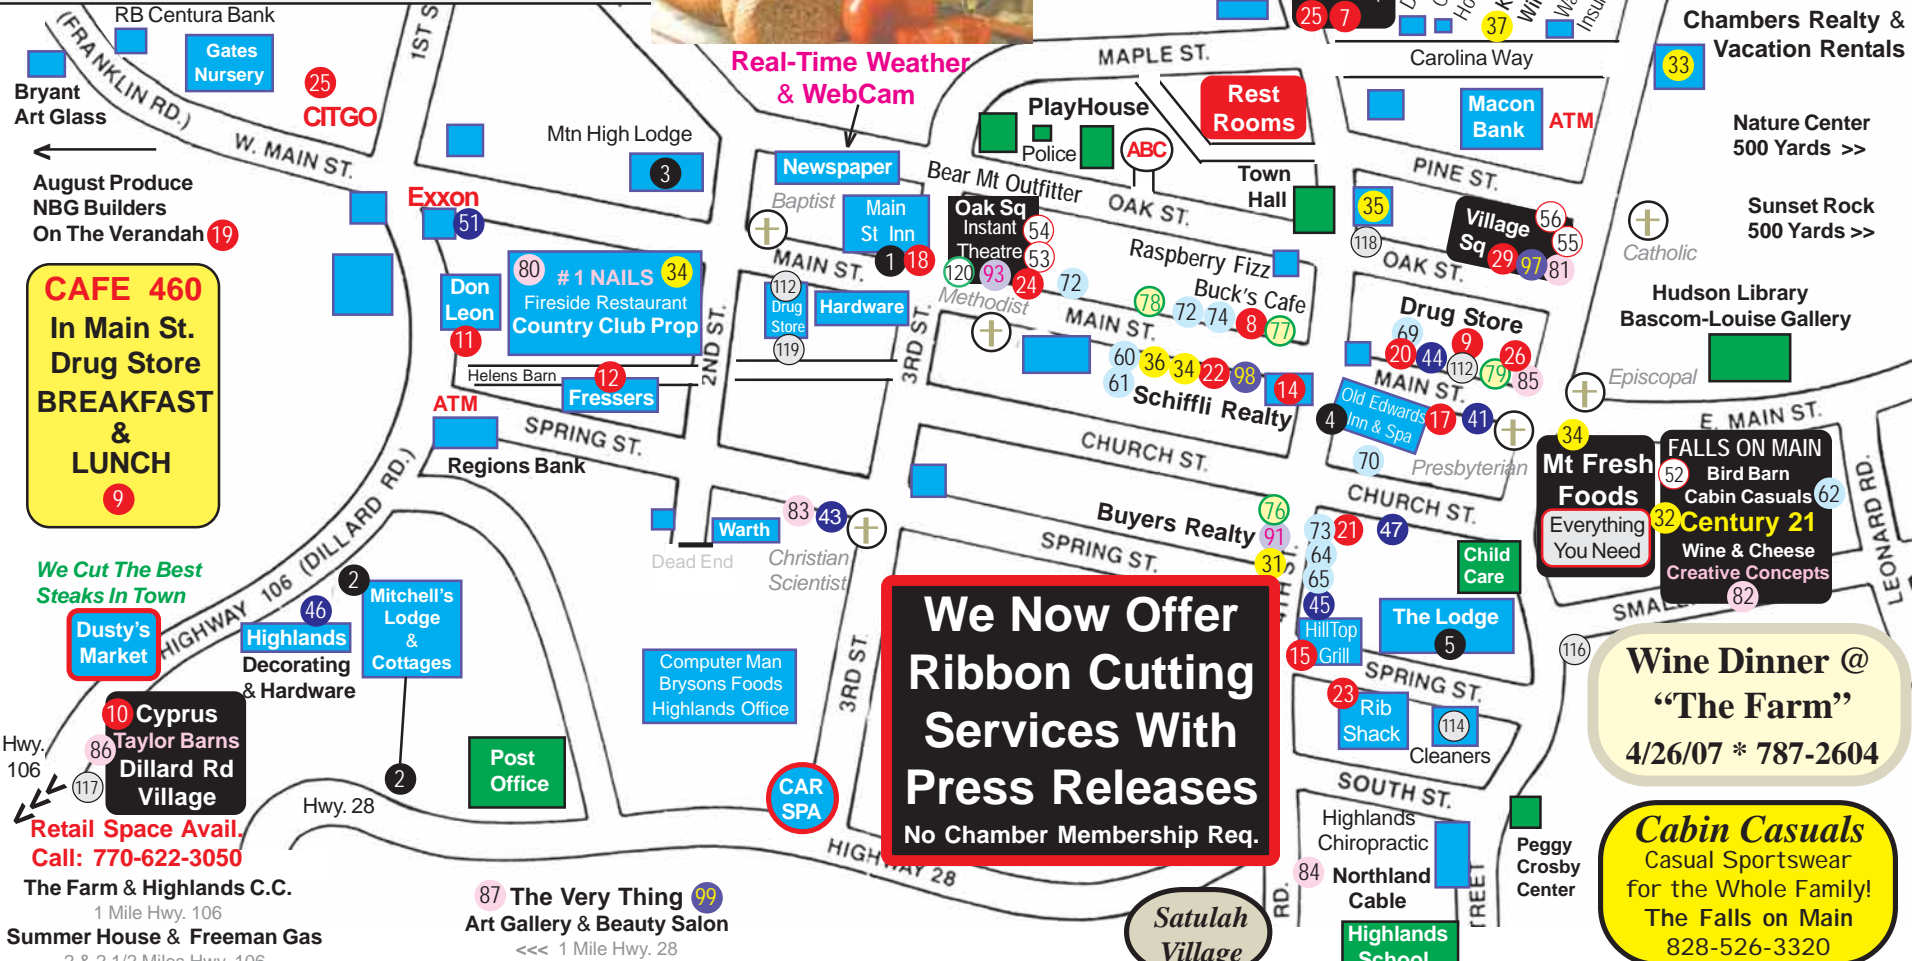 RB Centura Bank
(FRANKLIN RD.)
Gates
Nursery
Bryant
Art Glass
25
CITGO
1ST S
W. MAIN ST.
August Produce
NBG Builders
On The Verandah 19
CAFE 460
In Main St.
Drug Store
BREAKFAST
&
LUNCH
9
Real-Time Weather
& WebCam
Mtn High Lodge
3
Newspaper
Baptist
Main
St Inn
1 18
Exxon
51
80 #1 NAILS 34
Fireside Restaurant
Country Club Prop
Don
Leon
11
Helens Barn
12
Fressers
ATM
Regions Bank
SPRING ST.
2ND ST.
MAIN ST.
112
Drug
Store
119
Hardware
3RD ST.
MAPLE ST.
PlayHouse
Police
ABC
Rest
Rooms
Bear Mt Outfitter
OAK ST.
Town
Hall
Oak Sq
Instant
Theatre
54
53
120 93 24 72
Methodist
Raspberry Fizz
Buck's Cafe
78 72 74 8 77
MAIN ST.
60 36 34 22 98
61
14
Schiffli Realty
CHURCH ST.
25 7
37
Carolina Way
Macon
Bank
ATM
PINE ST.
35
118
Village
Sq
56
55
29 97 81
OAK ST.
Drug Store
69
20 44 9 112 79 26
85
MAIN ST.
Old Edwards
Inn & Spa
4 17 41
70
Presbyterian
CHURCH ST.
Chambers Realty &
Vacation Rentals
33
Nature Center
500 Yards >>
Sunset Rock
500 Yards >>
Catholic
Hudson Library
Bascom-Louise Gallery
Episcopal
E. MAIN ST.
34
Mt Fresh
Foods
Everything
You Need
FALLS ON MAIN
52 Bird Barn
Cabin Casuals 62
32 Century 21
Wine & Cheese
Creative Concepts
82
LEONARD RD.
116
83 43
Christian
Scientist
Warth
Dead End
SPRING ST.
Buyers Realty
76
91
31
73 21 47
64
65
45
4TH ST.
HillTop
Grill
15
Child
Care
The Lodge
5
SPRING ST.
23
Rib
Shack
114
Cleaners
SOUTH ST.
Wine Dinner @
“The Farm”
4/26/07 * 787-2604
We Cut The Best
Steaks In Town
Dusty's
Market
HIGHWAY 106 (DILLARD RD.)
2
46
Highlands
Decorating
& Hardware
Mitchell's
Lodge
&
Cottages
2
10 Cyprus
86 Taylor Barns
Dillard Rd
117 Village
Hwy.
106
Hwy. 28
Retail Space Avail.
Call: 770-622-3050
The Farm & Highlands C.C.
1 Mile Hwy. 106
Summer House & Freeman Gas
2 & 2 1/2 Miles Hwy. 106
Post
Office
Computer Man
Brysons Foods
Highlands Office
3RD ST.
CAR
SPA
HIGHWAY 28
87 The Very Thing 99
Art Gallery & Beauty Salon
<<< 1 Mile Hwy. 28
We Now Offer
Ribbon Cutting
Services With
Press Releases
No Chamber Membership Req.
Satulah
Village
RD.
Highlands
Chiropractic
84 Northland
Cable
Highlands
School
TREET
Peggy
Crosby
Center
Cabin Casuals
Casual Sportswear
for the Whole Family!
The Falls on Main
828-526-3320